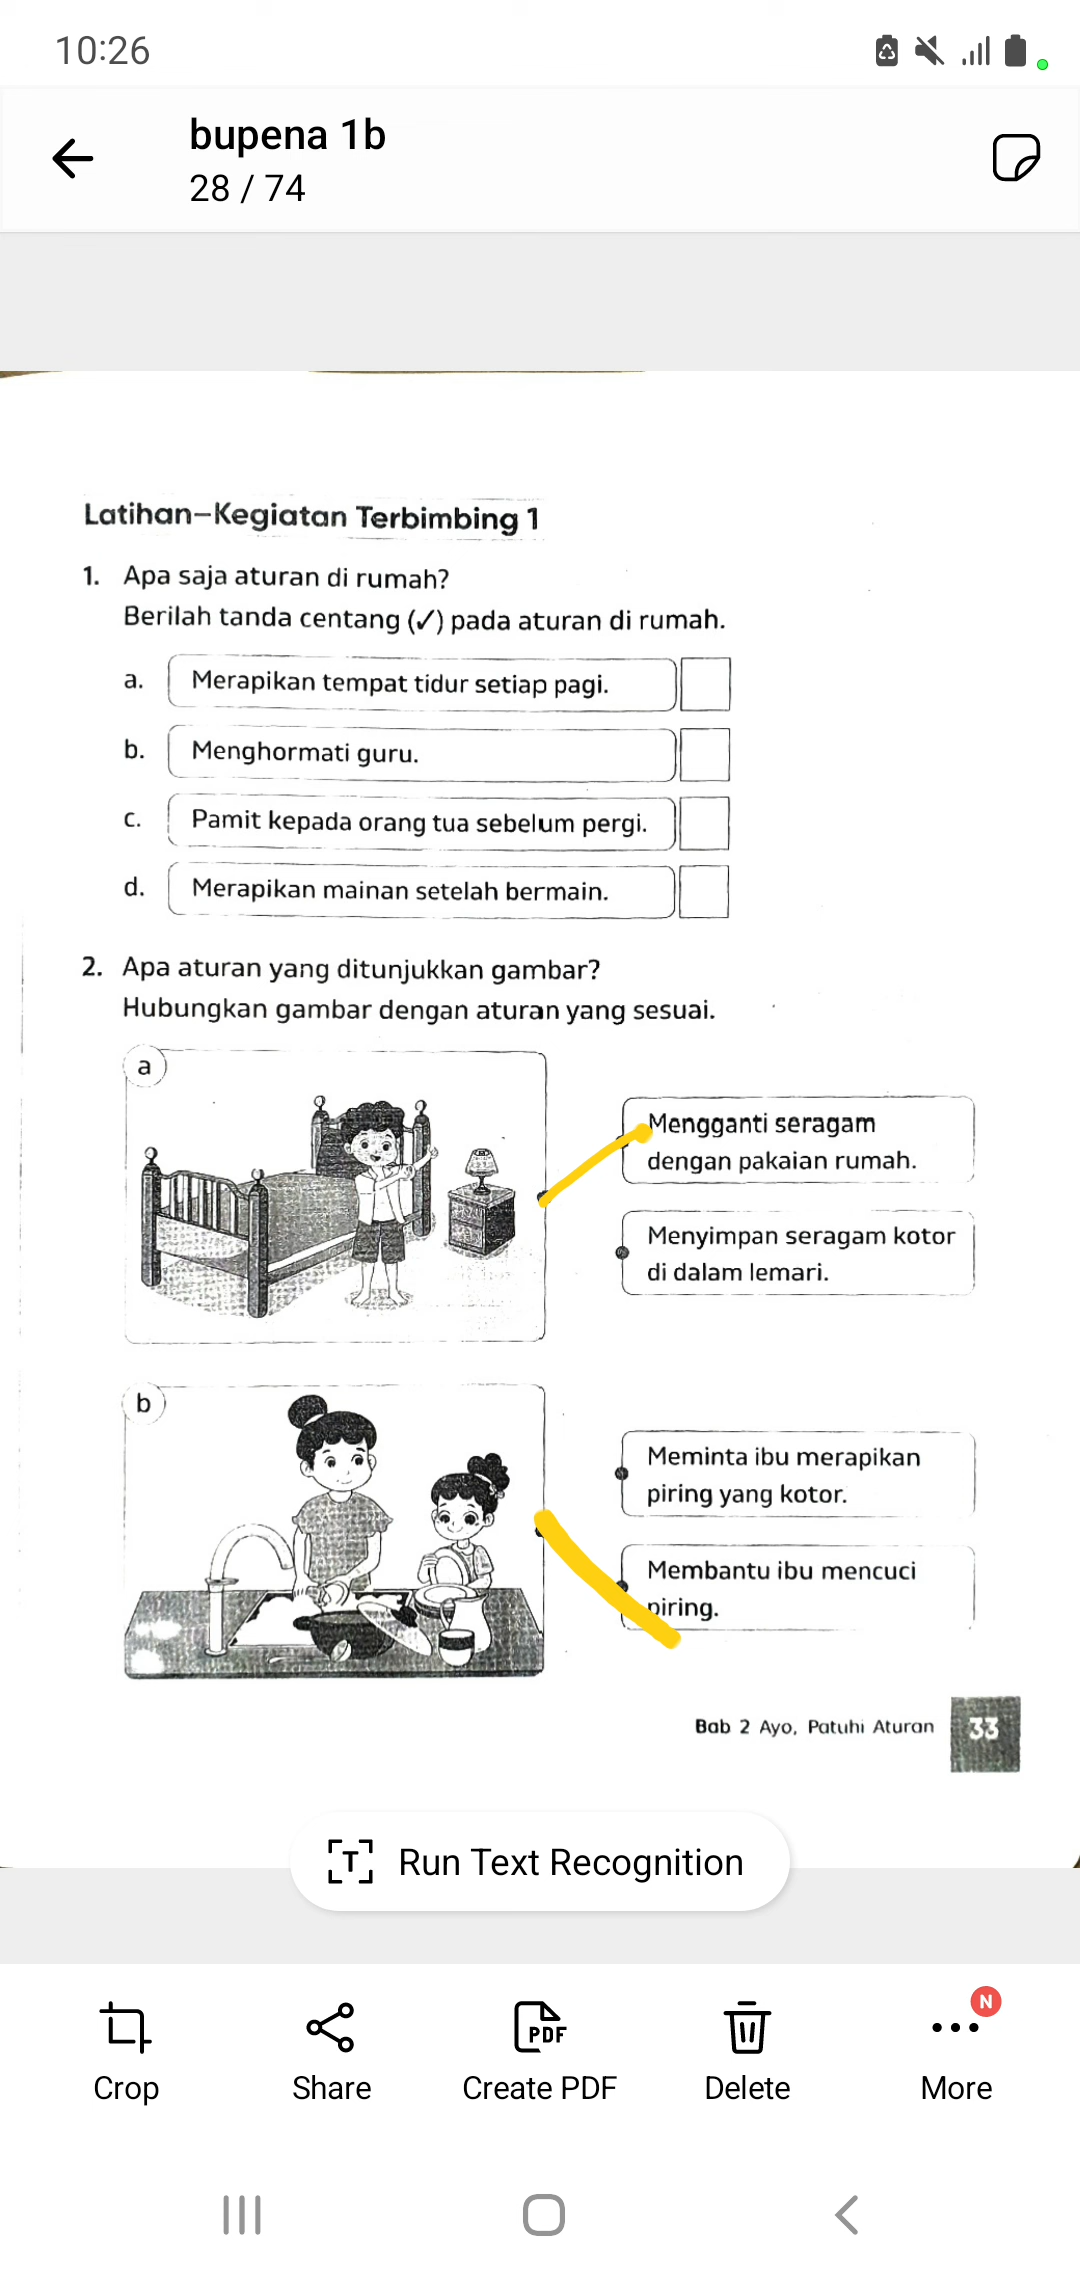 10:26
bupena 1b
28 / 74
Latihan–Kegiatan Terbimbing 1
1. Apa saja aturan di rumah?
Berilah tanda centang (✓) pada aturan di rumah.
a. Merapikan tempat tidur setiap pagi.
b. Menghormati guru.
c. Pamit kepada orang tua sebelum pergi.
d. Merapikan mainan setelah bermain.
2. Apa aturan yang ditunjukkan gambar?
Hubungkan gambar dengan aturan yang sesuai.
a
Mengganti seragam
dengan pakaian rumah.
Menyimpan seragam kotor
di dalam lemari.
b
Meminta ibu merapikan
piring yang kotor.
Membantu ibu mencuci
piring.
Bab 2 Ayo, Patuhi Aturan 33
T Run Text Recognition
N
PDF
Crop Share Create PDF Delete More